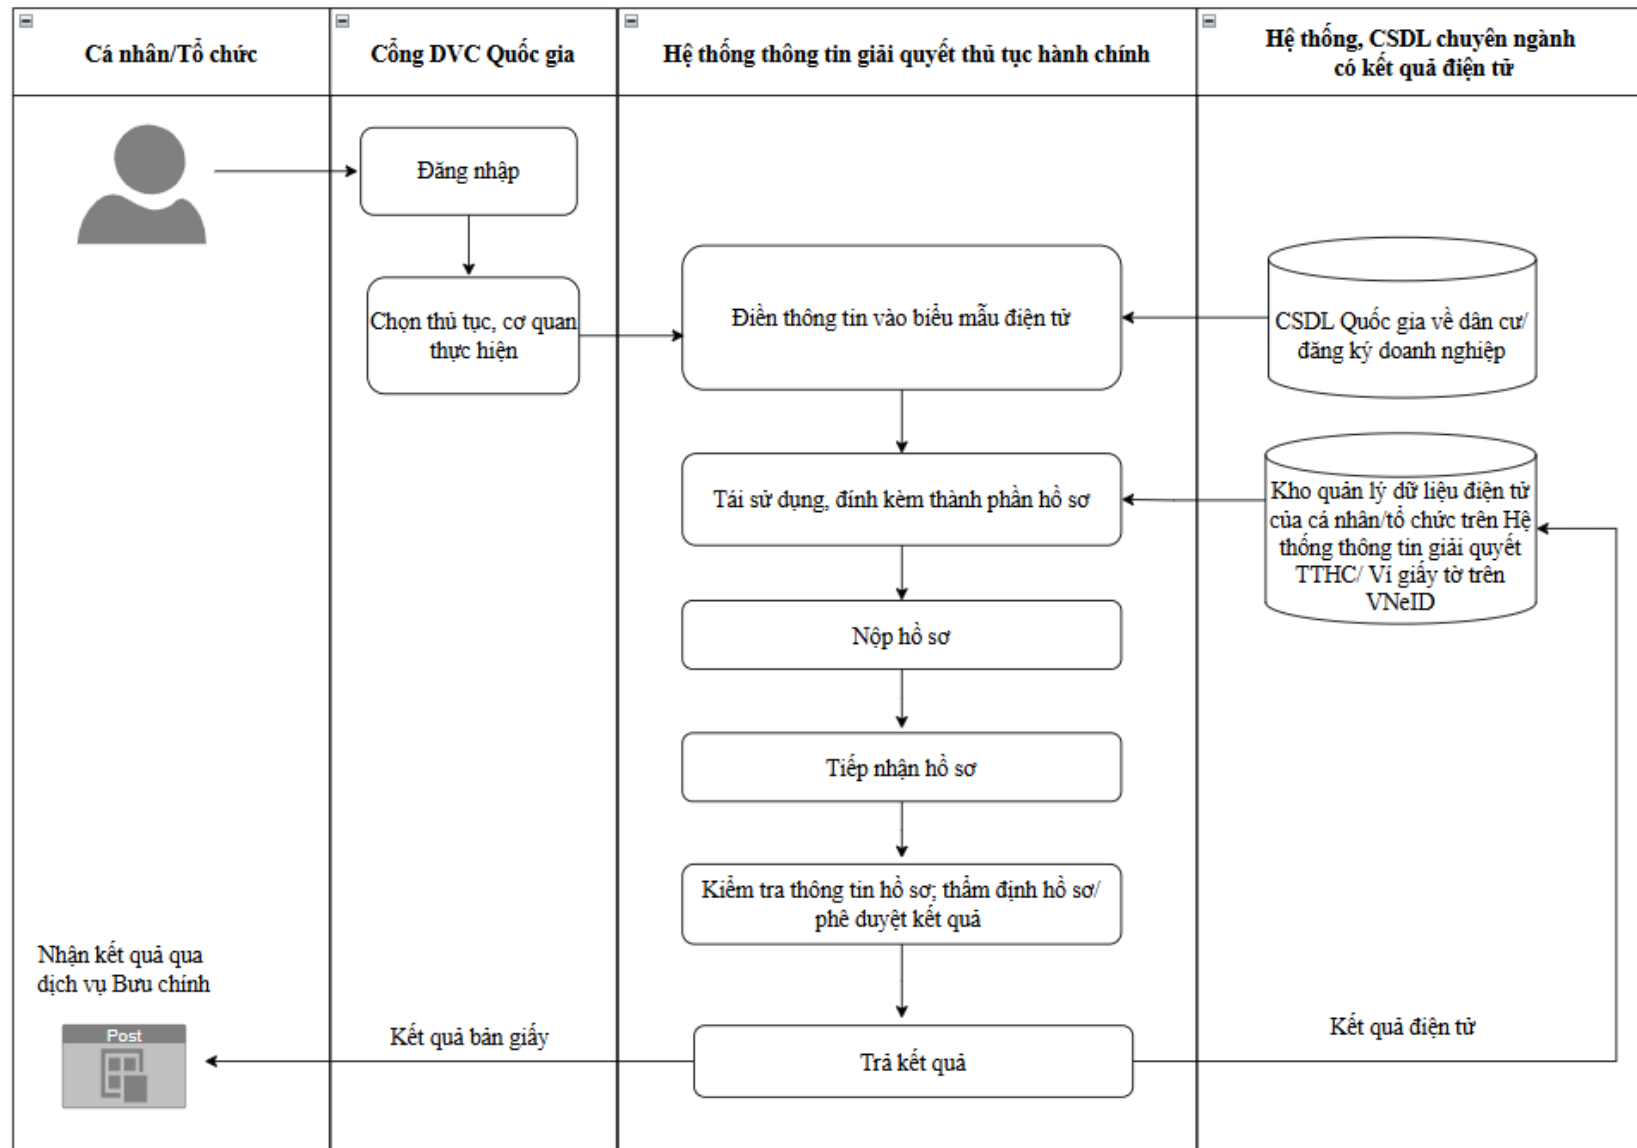 Cá nhân/Tổ chức
Cổng DVC Quốc gia
Hệ thống thông tin giải quyết thủ tục hành chính
Hệ thống, CSDL chuyên ngành
có kết quả điện tử
Đăng nhập
Chọn thủ tục, cơ quan
thực hiện
Điền thông tin vào biểu mẫu điện tử
CSDL Quốc gia về dân cư/
đăng ký doanh nghiệp
Tái sử dụng, đính kèm thành phần hồ sơ
Kho quản lý dữ liệu điện tử
của cá nhân/tổ chức trên Hệ
thống thông tin giải quyết
TTHC/ Ví giấy tờ trên
VNeID
Nộp hồ sơ
Tiếp nhận hồ sơ
Kiểm tra thông tin hồ sơ; thẩm định hồ sơ/
phê duyệt kết quả
Nhận kết quả qua
dịch vụ Bưu chính
Post
Kết quả bản giấy
Trả kết quả
Kết quả điện tử